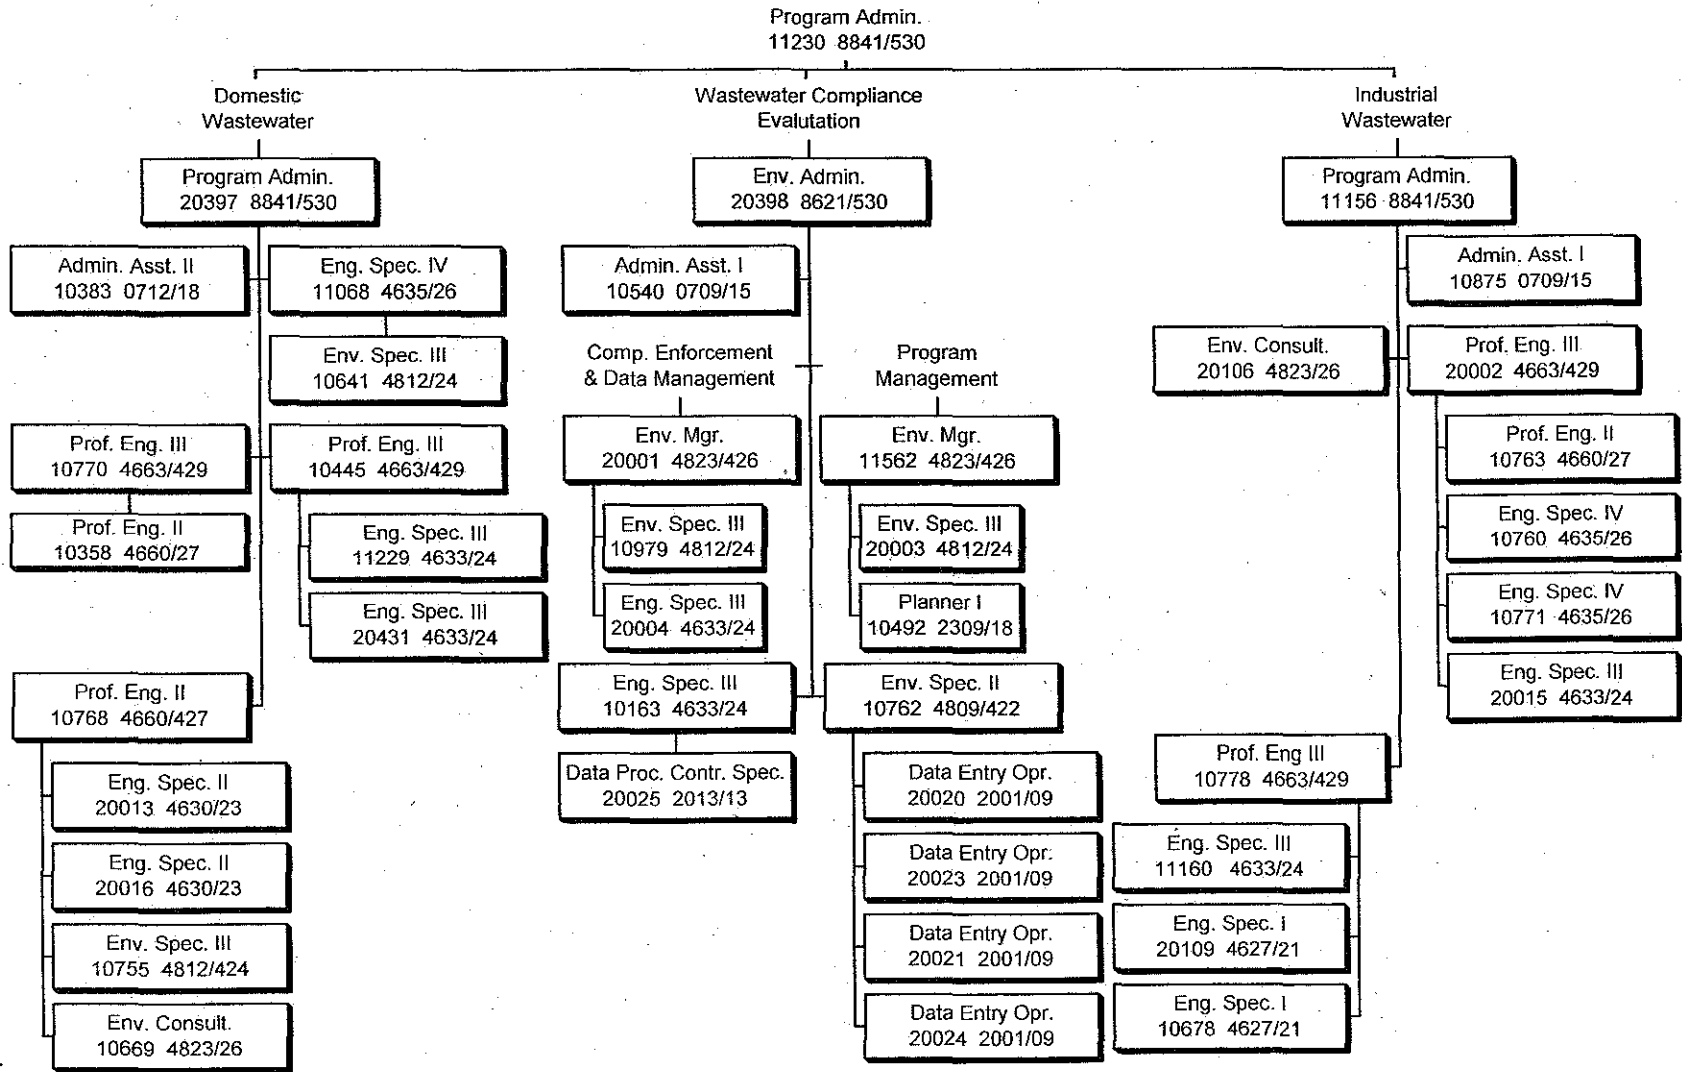 Program Admin.
11230 8841/530
Domestic
Wastewater
Program Admin.
20397 8841/530
Admin. Asst. II
10383 0712/18
Eng. Spec. IV
11068 4635/26
Env. Spec. III
10641 4812/24
Prof. Eng. III
10770 4663/429
Prof. Eng. II
10358 4660/27
Prof. Eng. III
10445 4663/429
Eng. Spec. III
11229 4633/24
Eng. Spec. III
20431 4633/24
Prof. Eng. II
10768 4660/427
Eng. Spec. II
20013 4630/23
Eng. Spec. II
20016 4630/23
Env. Spec. III
10755 4812/424
Env. Consult.
10669 4823/26
Wastewater Compliance
Evalutation
Env. Admin.
20398 8621/530
Admin. Asst. I
10540 0709/15
Comp. Enforcement
& Data Management
Env. Mgr.
20001 4823/426
Env. Spec. III
10979 4812/24
Eng. Spec. III
20004 4633/24
Program
Management
Env. Mgr.
11562 4823/426
Env. Spec. III
20003 4812/24
Planner I
10492 2309/18
Eng. Spec. III
10163 4633/24
Data Proc. Contr. Spec.
20025 2013/13
Env. Spec. II
10762 4809/422
Data Entry Opr.
20020 2001/09
Data Entry Opr.
20023 2001/09
Data Entry Opr.
20021 2001/09
Data Entry Opr.
20024 2001/09
Industrial
Wastewater
Program Admin.
11156 8841/530
Admin. Asst. I
10875 0709/15
Env. Consult.
20106 4823/26
Prof. Eng. III
20002 4663/429
Prof. Eng. II
10763 4660/27
Eng. Spec. IV
10760 4635/26
Eng. Spec. IV
10771 4635/26
Eng. Spec. III
20015 4633/24
Prof. Eng III
10778 4663/429
Eng. Spec. III
11160 4633/24
Eng. Spec. I
20109 4627/21
Eng. Spec. I
10678 4627/21